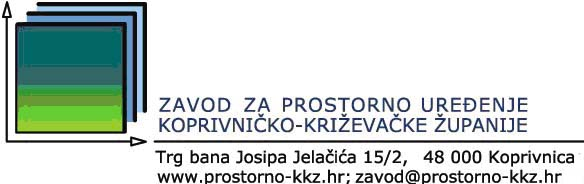 ZAVOD ZA PROSTORNO UREĐENJE
KOPRIVNIČKO-KRIŽEVAČKE ŽUPANIJE
Trg bana Josipa Jelačića 15/2, 48 000 Koprivnica
www.prostorno-kkz.hr; zavod@prostorno-kkz.hr